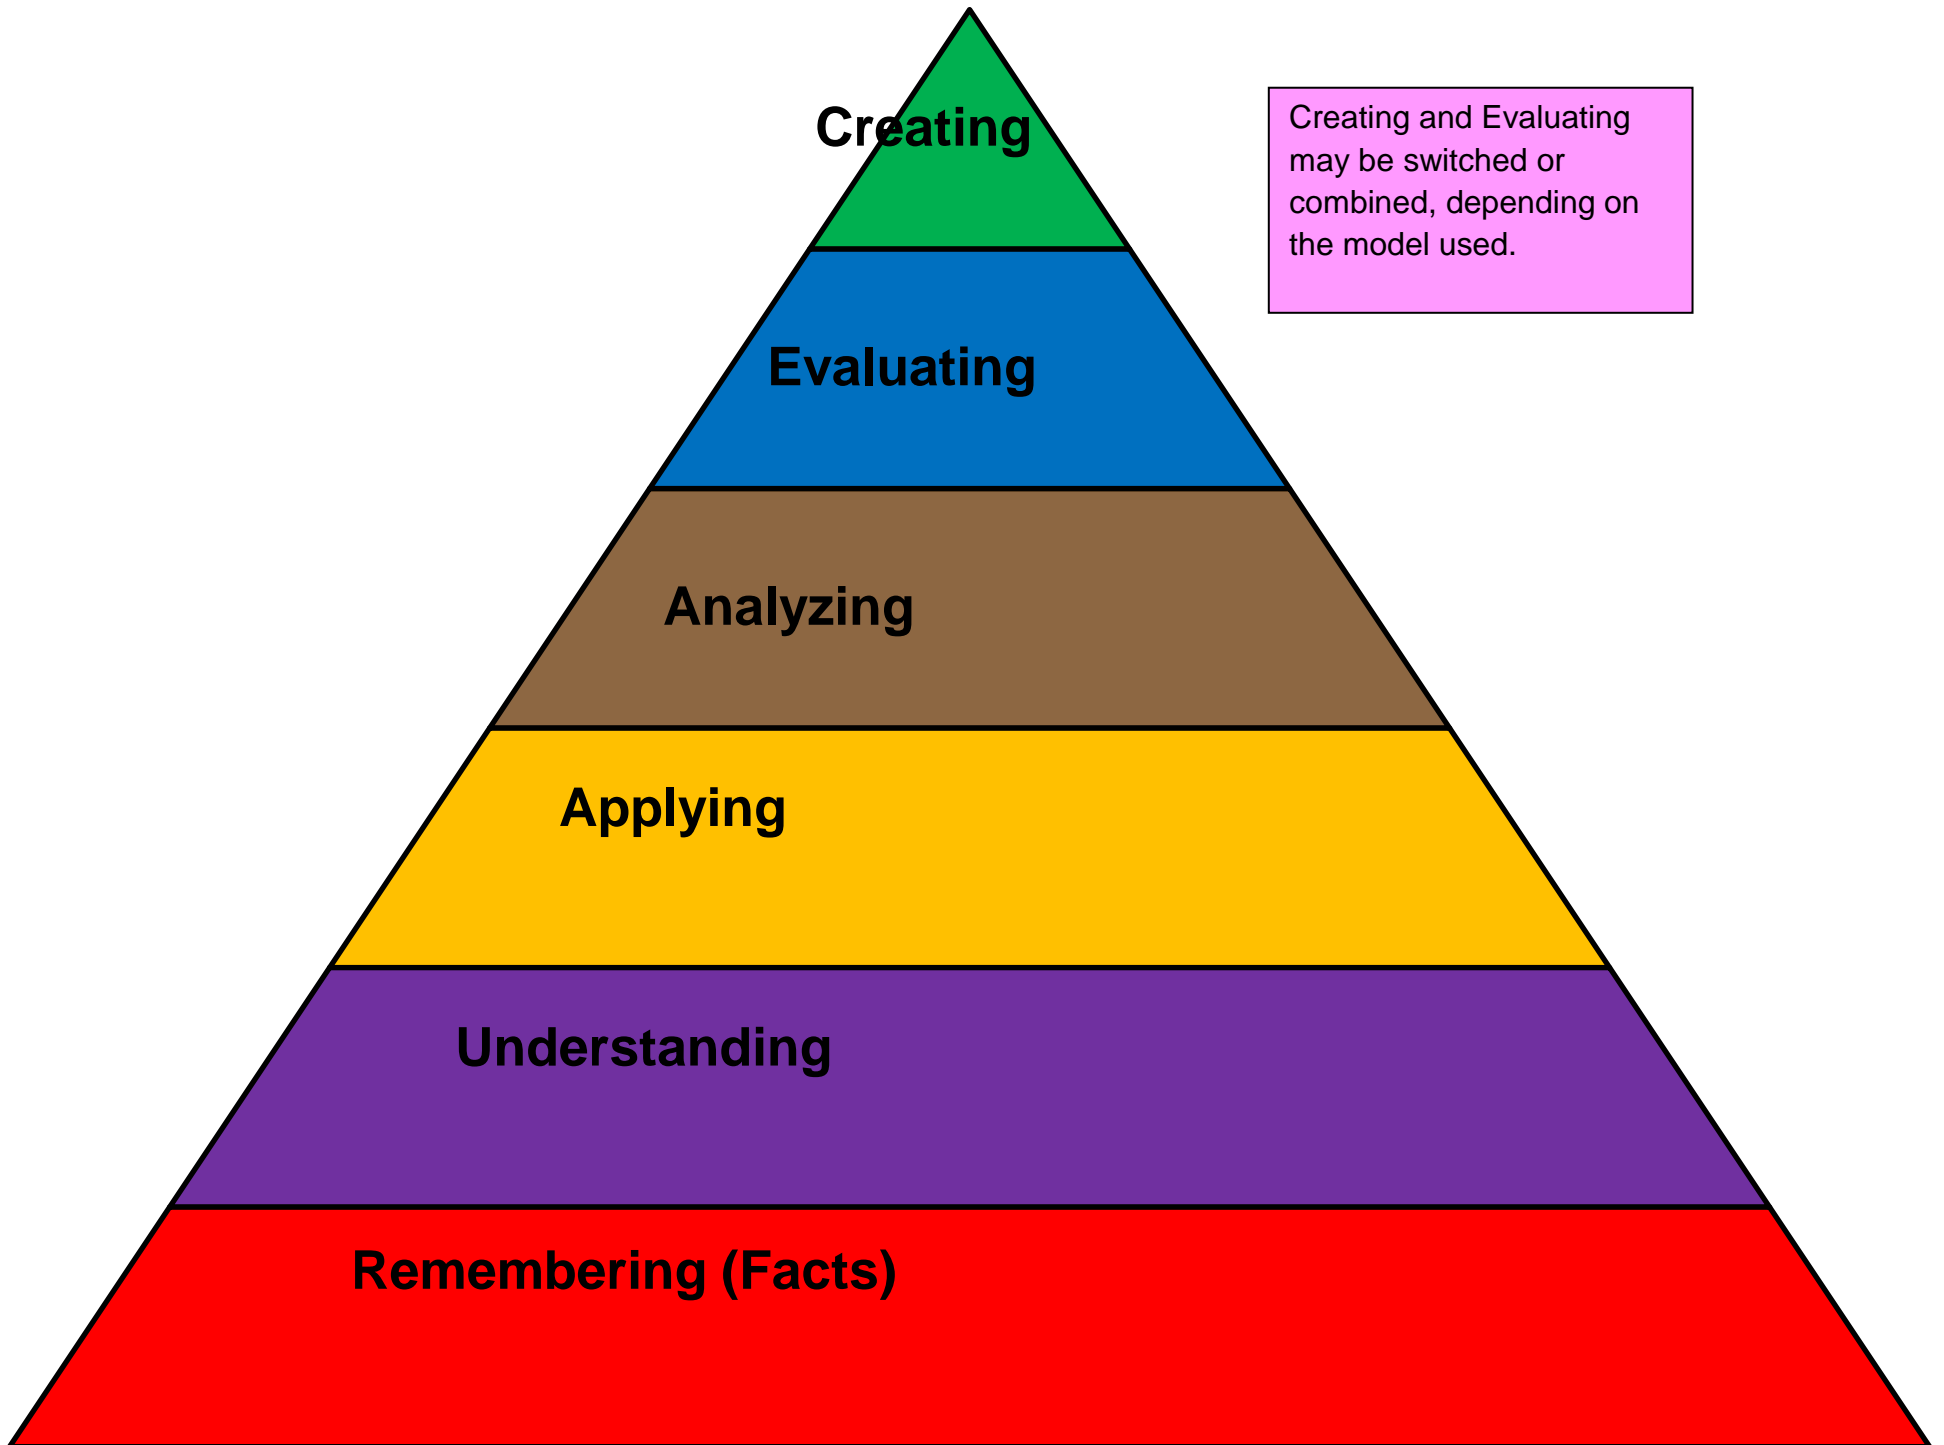 Creating
Creating and Evaluating
may be switched or
combined, depending on
the model used.
Evaluating
Analyzing
Applying
Understanding
Remembering (Facts)